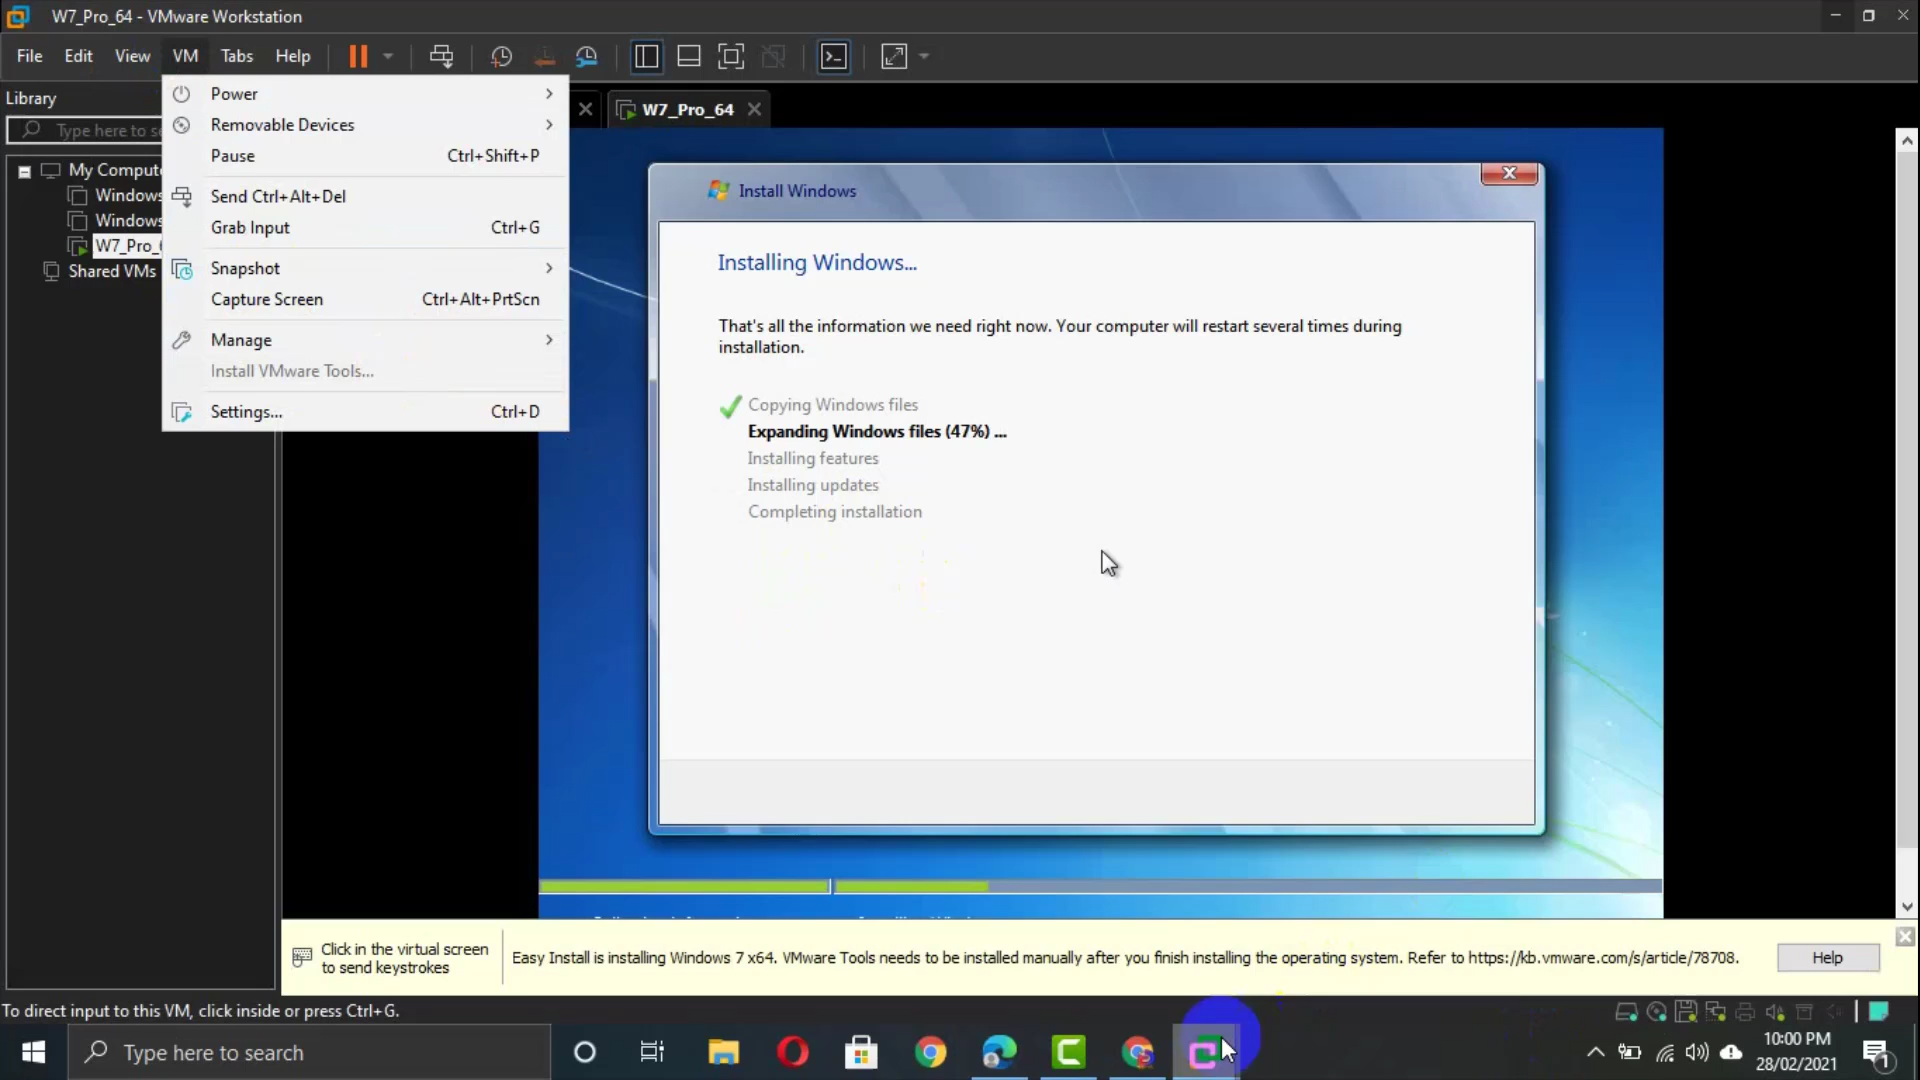 W7_Pro_64 - VMware Workstation
File Edit View VM Tabs Help
Library
Type here to se
My Comput
Windows
Windows
W7_Pro_6
Shared VMs
Power
Removable Devices
Pause Ctrl+Shift+P
Send Ctrl+Alt+Del
Grab Input Ctrl+G
Snapshot
Capture Screen Ctrl+Alt+PrtScn
Manage
Install VMware Tools...
Settings... Ctrl+D
W7_Pro_64
Install Windows
Installing Windows...
That's all the information we need right now. Your computer will restart several times during
installation.
Copying Windows files
Expanding Windows files (47%) ...
Installing features
Installing updates
Completing installation
Click in the virtual screen
to send keystrokes
Easy Install is installing Windows 7 x64. VMware Tools needs to be installed manually after you finish installing the operating system. Refer to https://kb.vmware.com/s/article/78708.
Help
To direct input to this VM, click inside or press Ctrl+G.
Type here to search
10:00 PM
28/02/2021
1